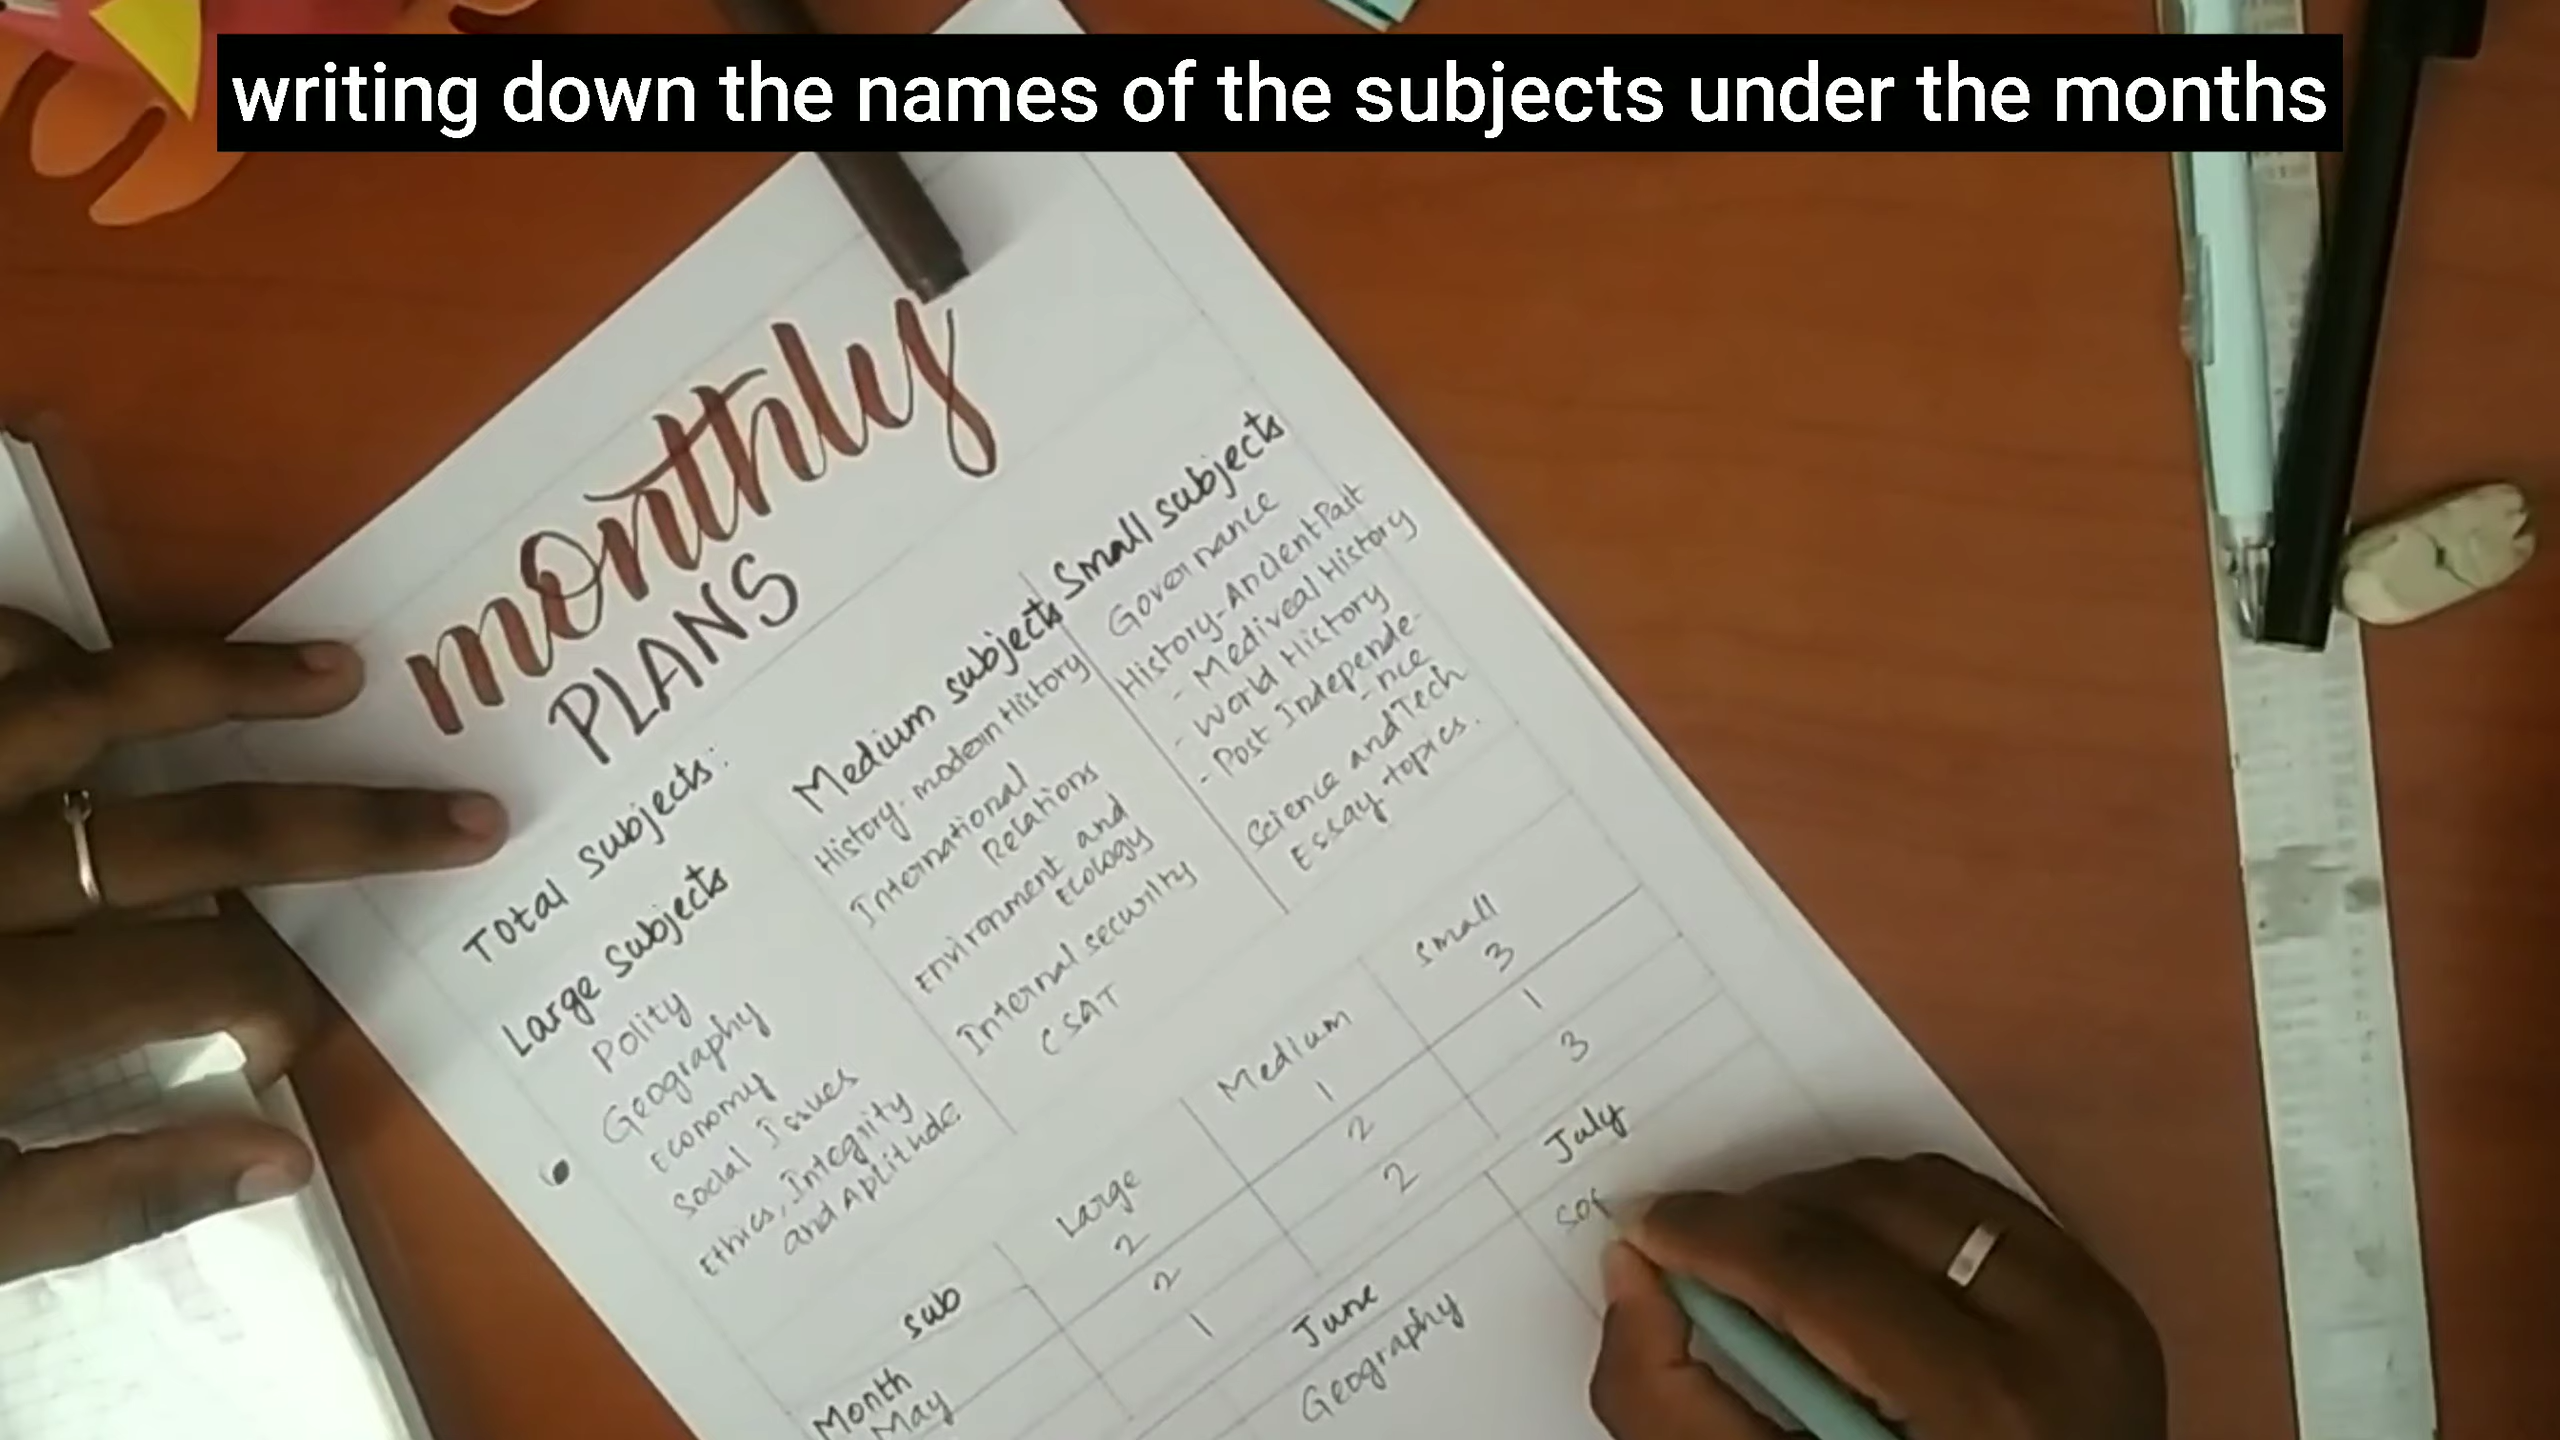 writing down the names of the subjects under the months
monthly
PLANS
Total subjects:
Large Subjects
Polity
Geography
Economy
Social Issues
Ethics, Integrity
and Aptitude
Medium subjects
History- modern History
International
Relations
Environment and
Ecology
Internal security
CSAT
Small subjects
Governance
History- Ancient Past
- Mediveal History
- World History
- Post Independe-
-nce
Science and Tech
Essay topics.
sub Large Medium Small
Month
May 2 1 3
2 2 1
1 2 3
June July
Geography